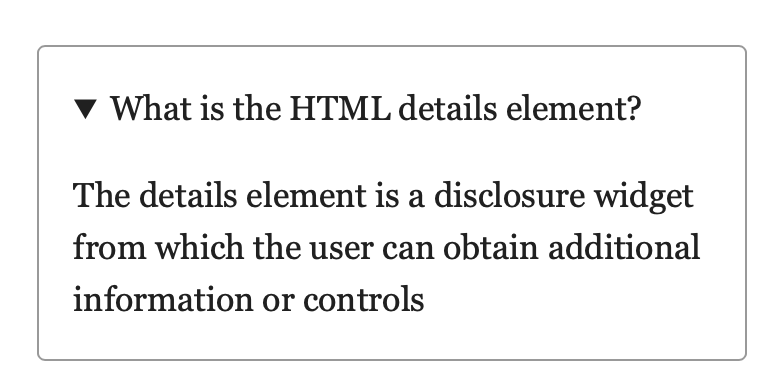 ▼ What is the HTML details element?
The details element is a disclosure widget
from which the user can obtain additional
information or controls